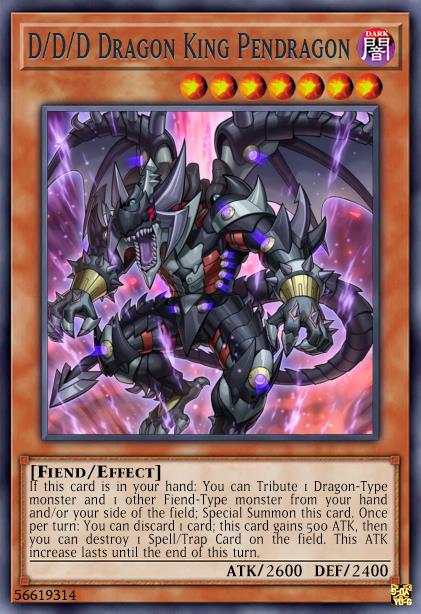 D/D/D Dragon King Pendragon
DARK
闇
[Fiend/Effect]
If this card is in your hand: You can Tribute 1 Dragon-Type
monster and 1 other Fiend-Type monster from your hand
and/or your side of the field; Special Summon this card. Once
per turn: You can discard 1 card; this card gains 500 ATK, then
you can destroy 1 Spell/Trap Card on the field. This ATK
increase lasts until the end of this turn.
ATK/2600 DEF/2400
56619314